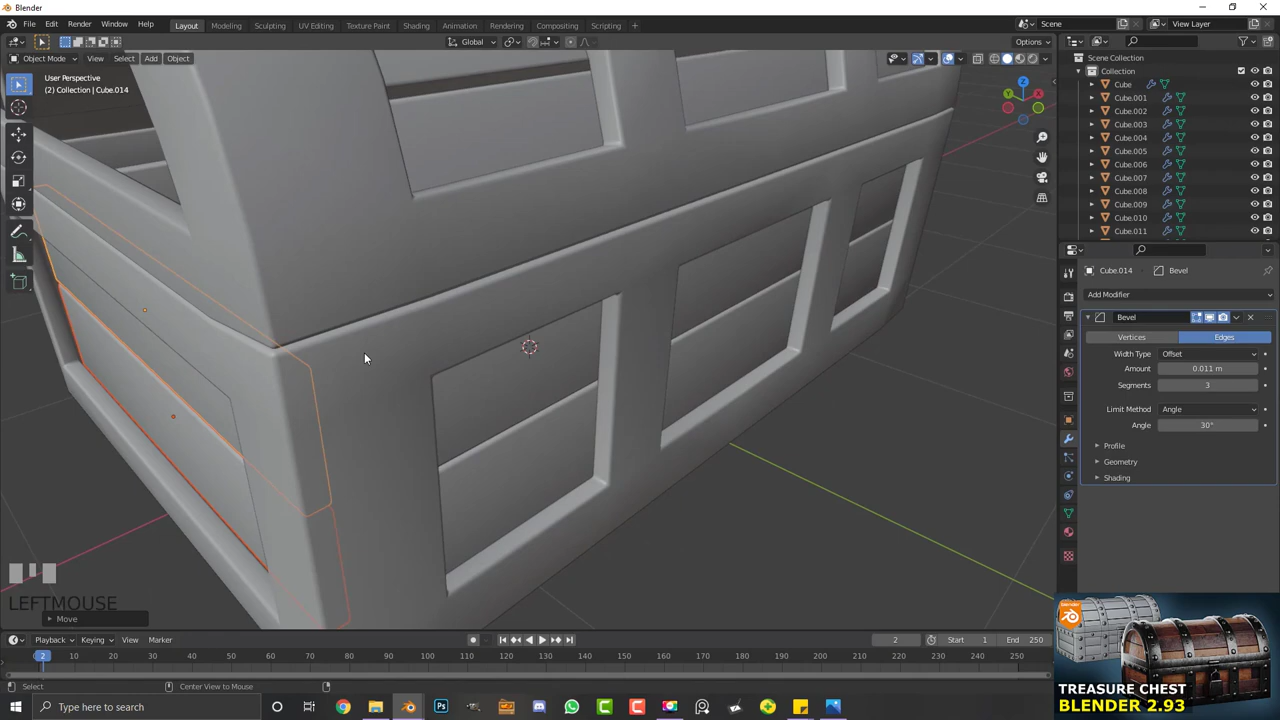 Blender
File Edit Render Window Help
Layout Modeling Sculpting UV Editing Texture Paint Shading Animation Rendering Compositing Scripting +
Scene
View Layer
Global
Options
Object Mode View Select Add Object
User Perspective
(2) Collection | Cube.014
Z
Y
X
Scene Collection
Collection
Cube
Cube.001
Cube.002
Cube.003
Cube.004
Cube.005
Cube.006
Cube.007
Cube.008
Cube.009
Cube.010
Cube.011
Cube.014 > Bevel
Add Modifier
Bevel
Vertices Edges
Width Type Offset
Amount 0.011 m
Segments 3
Limit Method Angle
Angle 30°
Profile
Geometry
Shading
LEFTMOUSE
Move
Playback Keying View Marker
2
Start 1
End 250
2 10 20 30 40 50 60 70 80 90 100 110 120 130 140 150 160 170 180 190 200 210 220 230 240 250
Select
Center View to Mouse
Type here to search
Ps
TREASURE CHEST
BLENDER 2.93